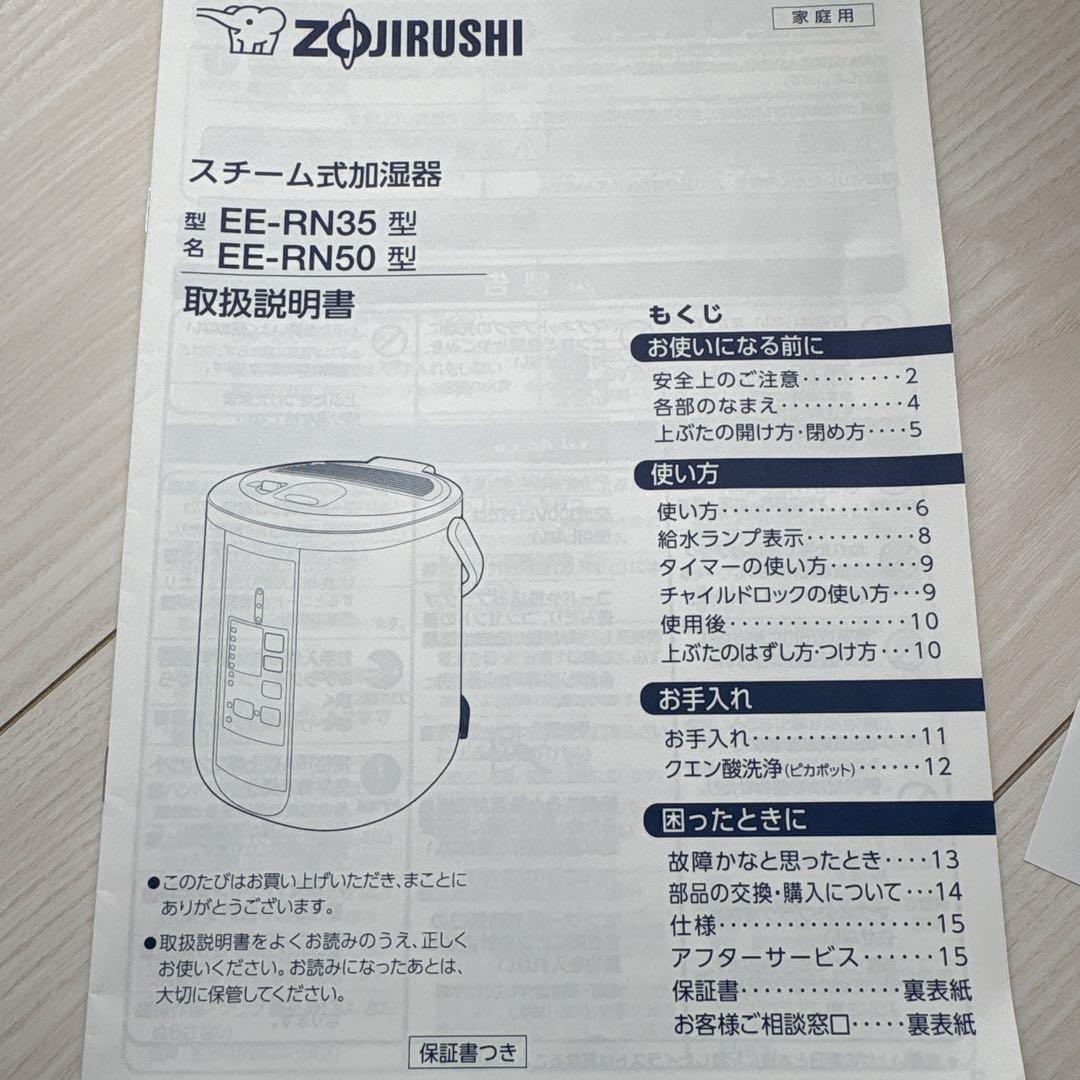 ZOJIRUSHI
家庭用
スチーム式加湿器
型名 EE-RN35 型
EE-RN50 型
取扱説明書
もくじ
お使いになる前に
安全上のご注意・・・・・・・・・2
各部のなまえ・・・・・・・・・・・4
上ぶたの開け方・閉め方・・・・5
使い方
使い方・・・・・・・・・・・・・・・・6
給水ランプ表示・・・・・・・・・8
タイマーの使い方・・・・・・・・9
チャイルドロックの使い方・・・9
使用後・・・・・・・・・・・・・・・10
上ぶたのはずし方・つけ方・・・10
お手入れ
お手入れ・・・・・・・・・・・・・・11
クエン酸洗浄(ピカポット)・・・・・・12
困ったときに
故障かなと思ったとき・・・・13
部品の交換・購入について・・・14
仕様・・・・・・・・・・・・・・・・・15
アフターサービス・・・・・・15
保証書・・・・・・・・・・・・・裏表紙
お客様ご相談窓口・・・・・裏表紙
●このたびはお買い上げいただき、まことに
ありがとうございます。
●取扱説明書をよくお読みのうえ、正しく
お使いください。お読みになったあとは、
大切に保管してください。
保証書つき